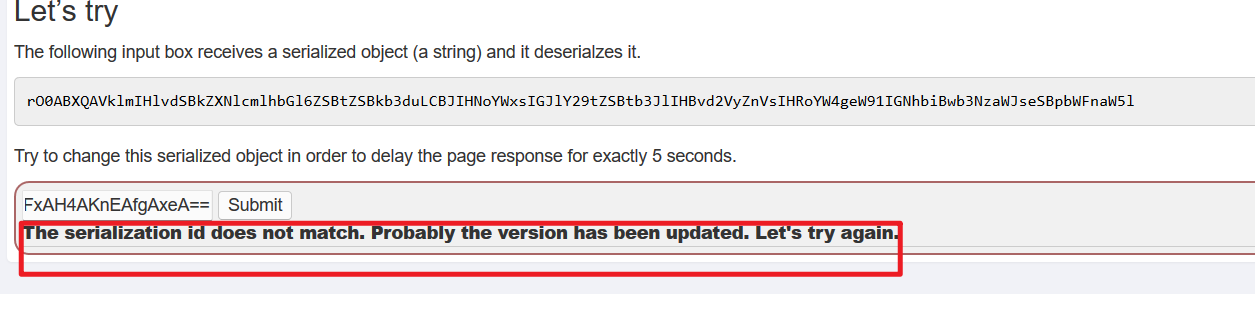 Let’s try
The following input box receives a serialized object (a string) and it deserialzes it.
rO0ABXQAVklmIHlvdSBkZXNlcmlhbGl6ZSBtZSBkb3duLCBJIHNoYWxsIGJlY29tZSBtb3JlIHBvd2VyZnVsIHRoYW4geW91IGNhbiBwb3NzaWJseSBpbWFnaW5l
Try to change this serialized object in order to delay the page response for exactly 5 seconds.
FxAH4AKnEAfgAxeA== Submit
The serialization id does not match. Probably the version has been updated. Let's try again.